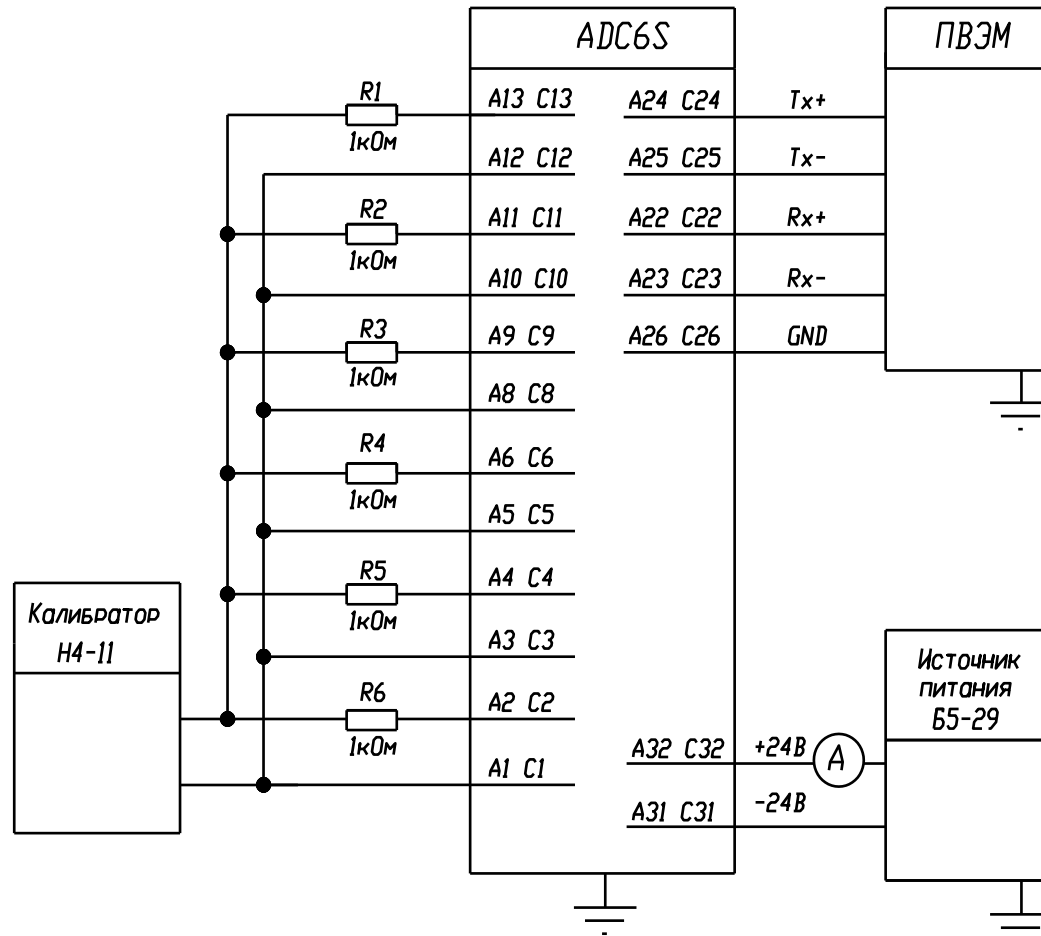 ADC6S
ПВЭМ
R1
1кОм
A13 C13
A24 C24
Tx+
A12 C12
A25 C25
Tx-
R2
1кОм
A11 C11
A22 C22
Rx+
A10 C10
A23 C23
Rx-
R3
1кОм
A9 C9
A26 C26
GND
A8 C8
R4
1кОм
A6 C6
A5 C5
R5
1кОм
A4 C4
A3 C3
Калибратор
Н4-11
R6
1кОм
A2 C2
A1 C1
Источник
питания
Б5-29
A32 C32
+24В
A
A31 C31
-24В